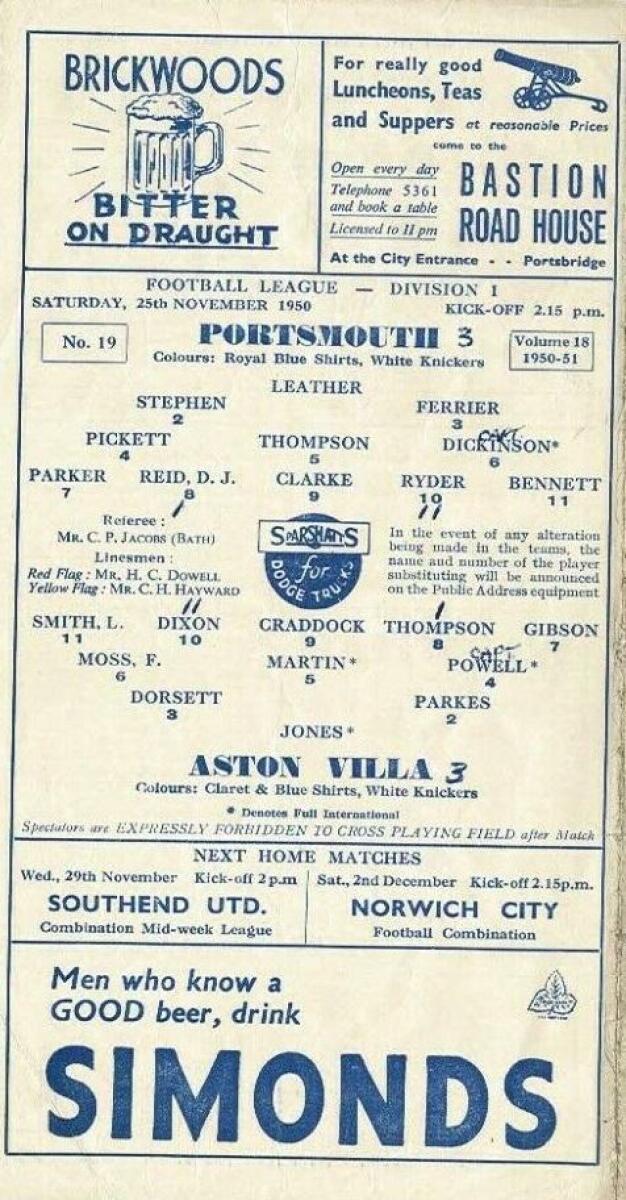 BRICKWOODS
BITTER
ON DRAUGHT
For really good
Luncheons, Teas
and Suppers at reasonable Prices
come to the
Open every day
Telephone 5361
and book a table
Licensed to 11 pm
BASTION
ROAD HOUSE
At the City Entrance - - Portsbridge
FOOTBALL LEAGUE — DIVISION 1
SATURDAY, 25th NOVEMBER 1950 KICK-OFF 2.15 p.m.
No. 19
PORTSMOUTH 3
Colours: Royal Blue Shirts, White Knickers
Volume 18
1950-51
LEATHER
STEPHEN FERRIER
2 3
CAPT
PICKETT THOMPSON DICKINSON*
4 5 6
PARKER REID, D. J. CLARKE RYDER BENNETT
7 8 9 10 11
Referee :
MR. C. P. JACOBS (BATH)
Linesmen :
Red Flag : MR. H. C. DOWELL
Yellow Flag : MR. C. H. HAYWARD
SPARSHATTS
for
DODGE TRUCKS
In the event of any alteration
being made in the teams, the
name and number of the player
substituting will be announced
on the Public Address equipment
SMITH, L. DIXON CRADDOCK THOMPSON GIBSON
11 10 9 8 7
CAPT
MOSS, F. MARTIN* POWELL*
6 5 4
DORSETT PARKES
3 2
JONES*
ASTON VILLA 3
Colours: Claret & Blue Shirts, White Knickers
* Denotes Full International
Spectators are EXPRESSLY FORBIDDEN TO CROSS PLAYING FIELD after Match
NEXT HOME MATCHES
Wed., 29th November Kick-off 2 p.m
SOUTHEND UTD.
Combination Mid-week League
Sat., 2nd December Kick-off 2.15p.m.
NORWICH CITY
Football Combination
Men who know a
GOOD beer, drink
SIMONDS